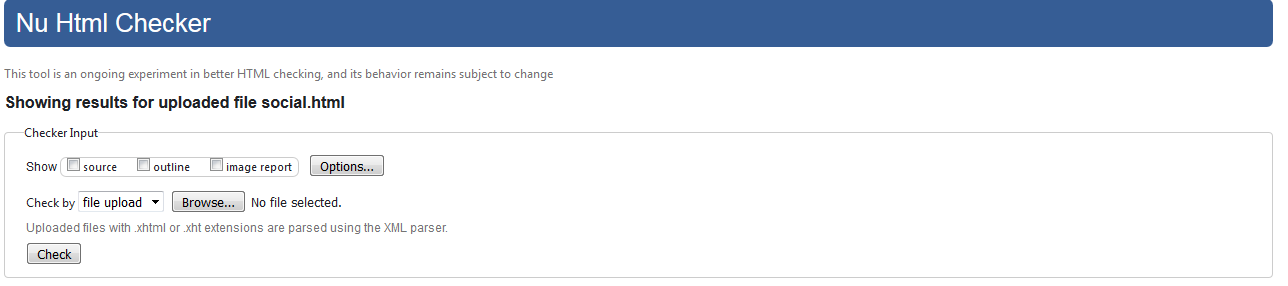 Nu Html Checker
This tool is an ongoing experiment in better HTML checking, and its behavior remains subject to change
Showing results for uploaded file social.html
Checker Input
Show source outline image report Options...
Check by file upload Browse... No file selected.
Uploaded files with .xhtml or .xht extensions are parsed using the XML parser.
Check